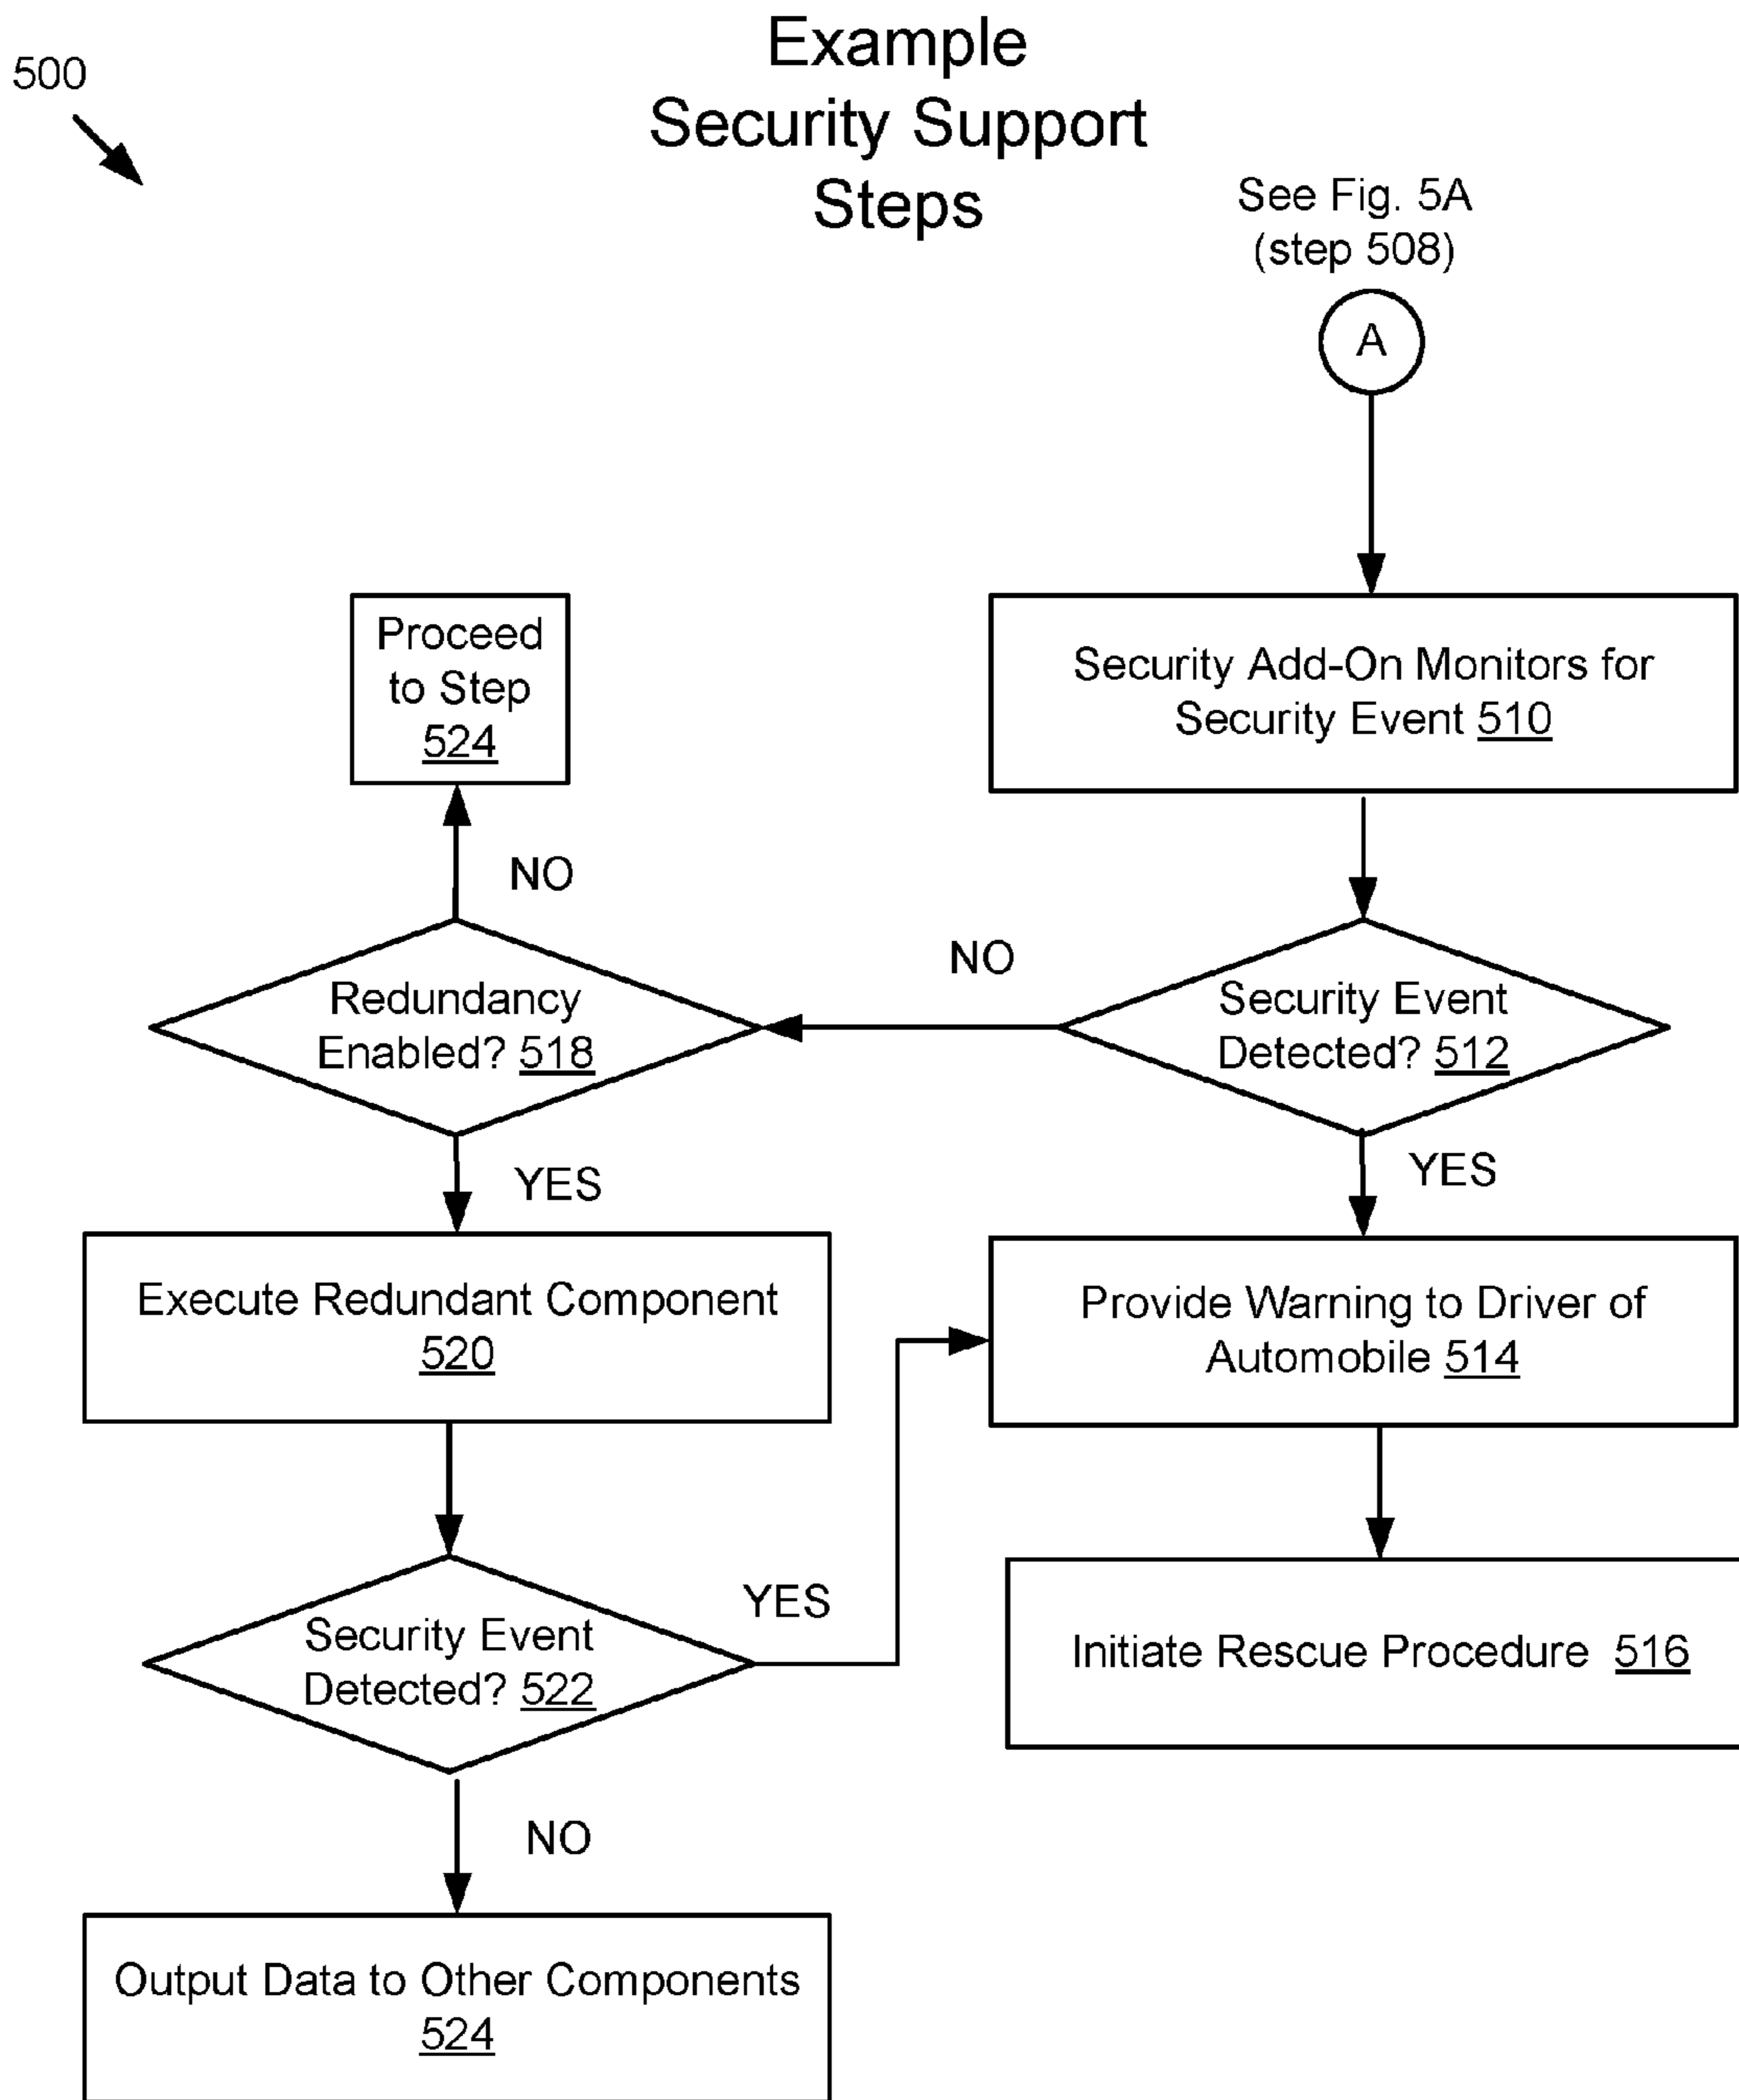 500
Example
Security Support
Steps
See Fig. 5A
(step 508)
A
Security Add-On Monitors for
Security Event 510
Proceed
to Step
524
NO
NO
Redundancy
Enabled? 518
Security Event
Detected? 512
YES
YES
Execute Redundant Component
520
Provide Warning to Driver of
Automobile 514
YES
Security Event
Detected? 522
Initiate Rescue Procedure 516
NO
Output Data to Other Components
524